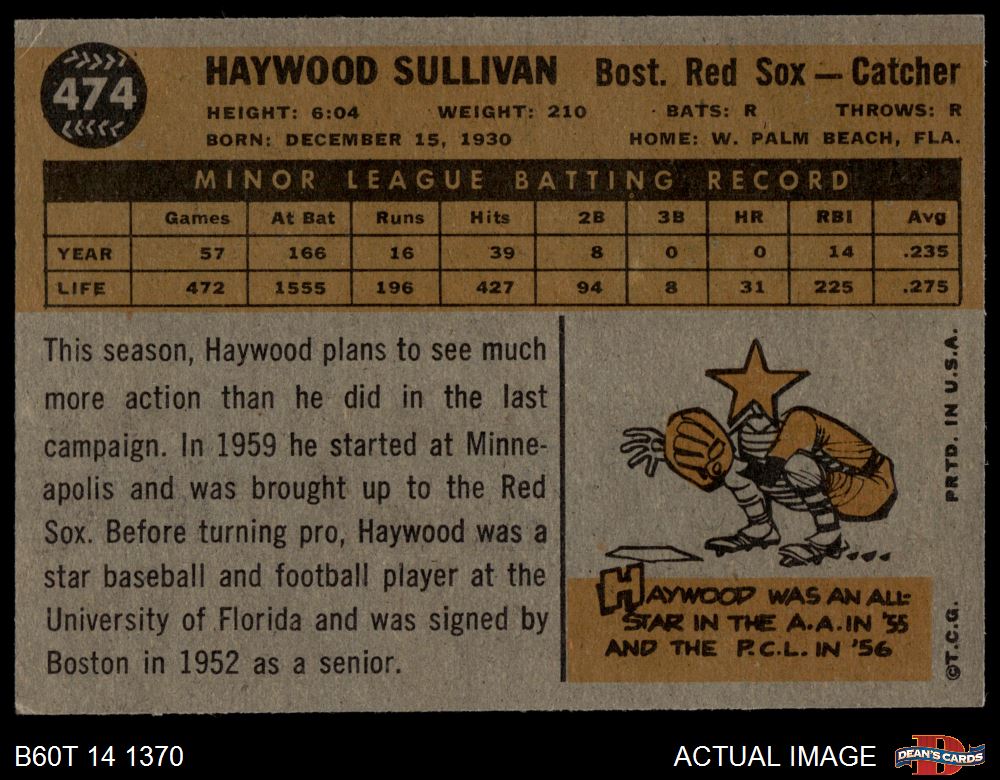 474
HAYWOOD SULLIVAN Bost. Red Sox — Catcher
HEIGHT: 6:04 WEIGHT: 210 BATS: R THROWS: R
BORN: DECEMBER 15, 1930 HOME: W. PALM BEACH, FLA.
MINOR LEAGUE BATTING RECORD
Games At Bat Runs Hits 2B 3B HR RBI Avg
YEAR 57 166 16 39 8 0 0 14 .235
LIFE 472 1555 196 427 94 8 31 225 .275
This season, Haywood plans to see much
more action than he did in the last
campaign. In 1959 he started at Minne-
apolis and was brought up to the Red
Sox. Before turning pro, Haywood was a
star baseball and football player at the
University of Florida and was signed by
Boston in 1952 as a senior.
HAYWOOD WAS AN ALL-
STAR IN THE A.A. IN '55
AND THE P.C.L. IN '56
©T.C.G. PRTD. IN U.S.A.
B60T 14 1370 ACTUAL IMAGE
D
DEAN'S CARDS